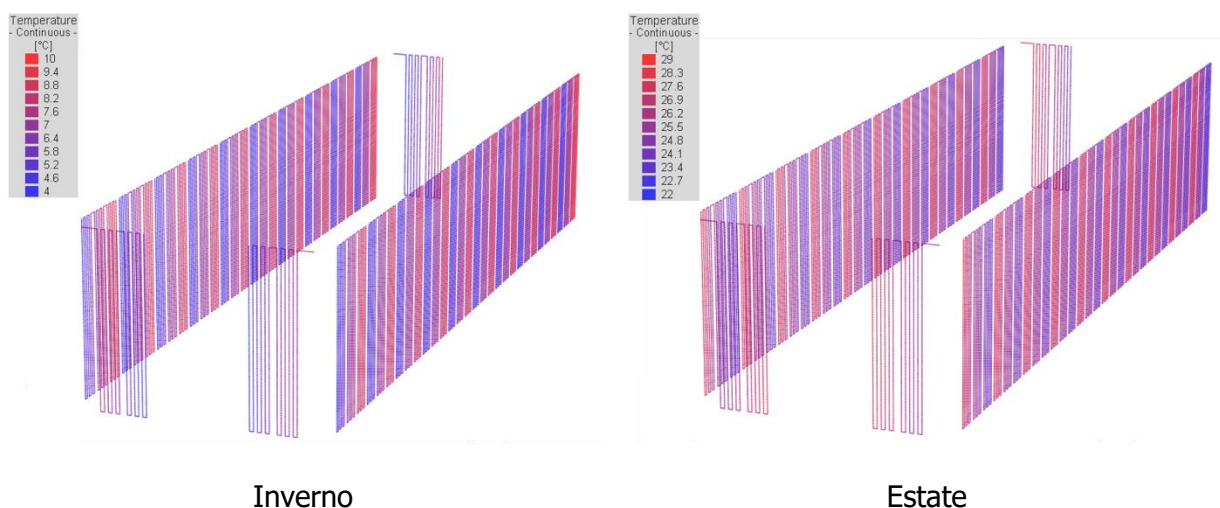 Temperature
- Continuous -
[°C]
10
9.4
8.8
8.2
7.6
7
6.4
5.8
5.2
4.6
4
Temperature
- Continuous -
[°C]
29
28.3
27.6
26.9
26.2
25.5
24.8
24.1
23.4
22.7
22
Inverno
Estate